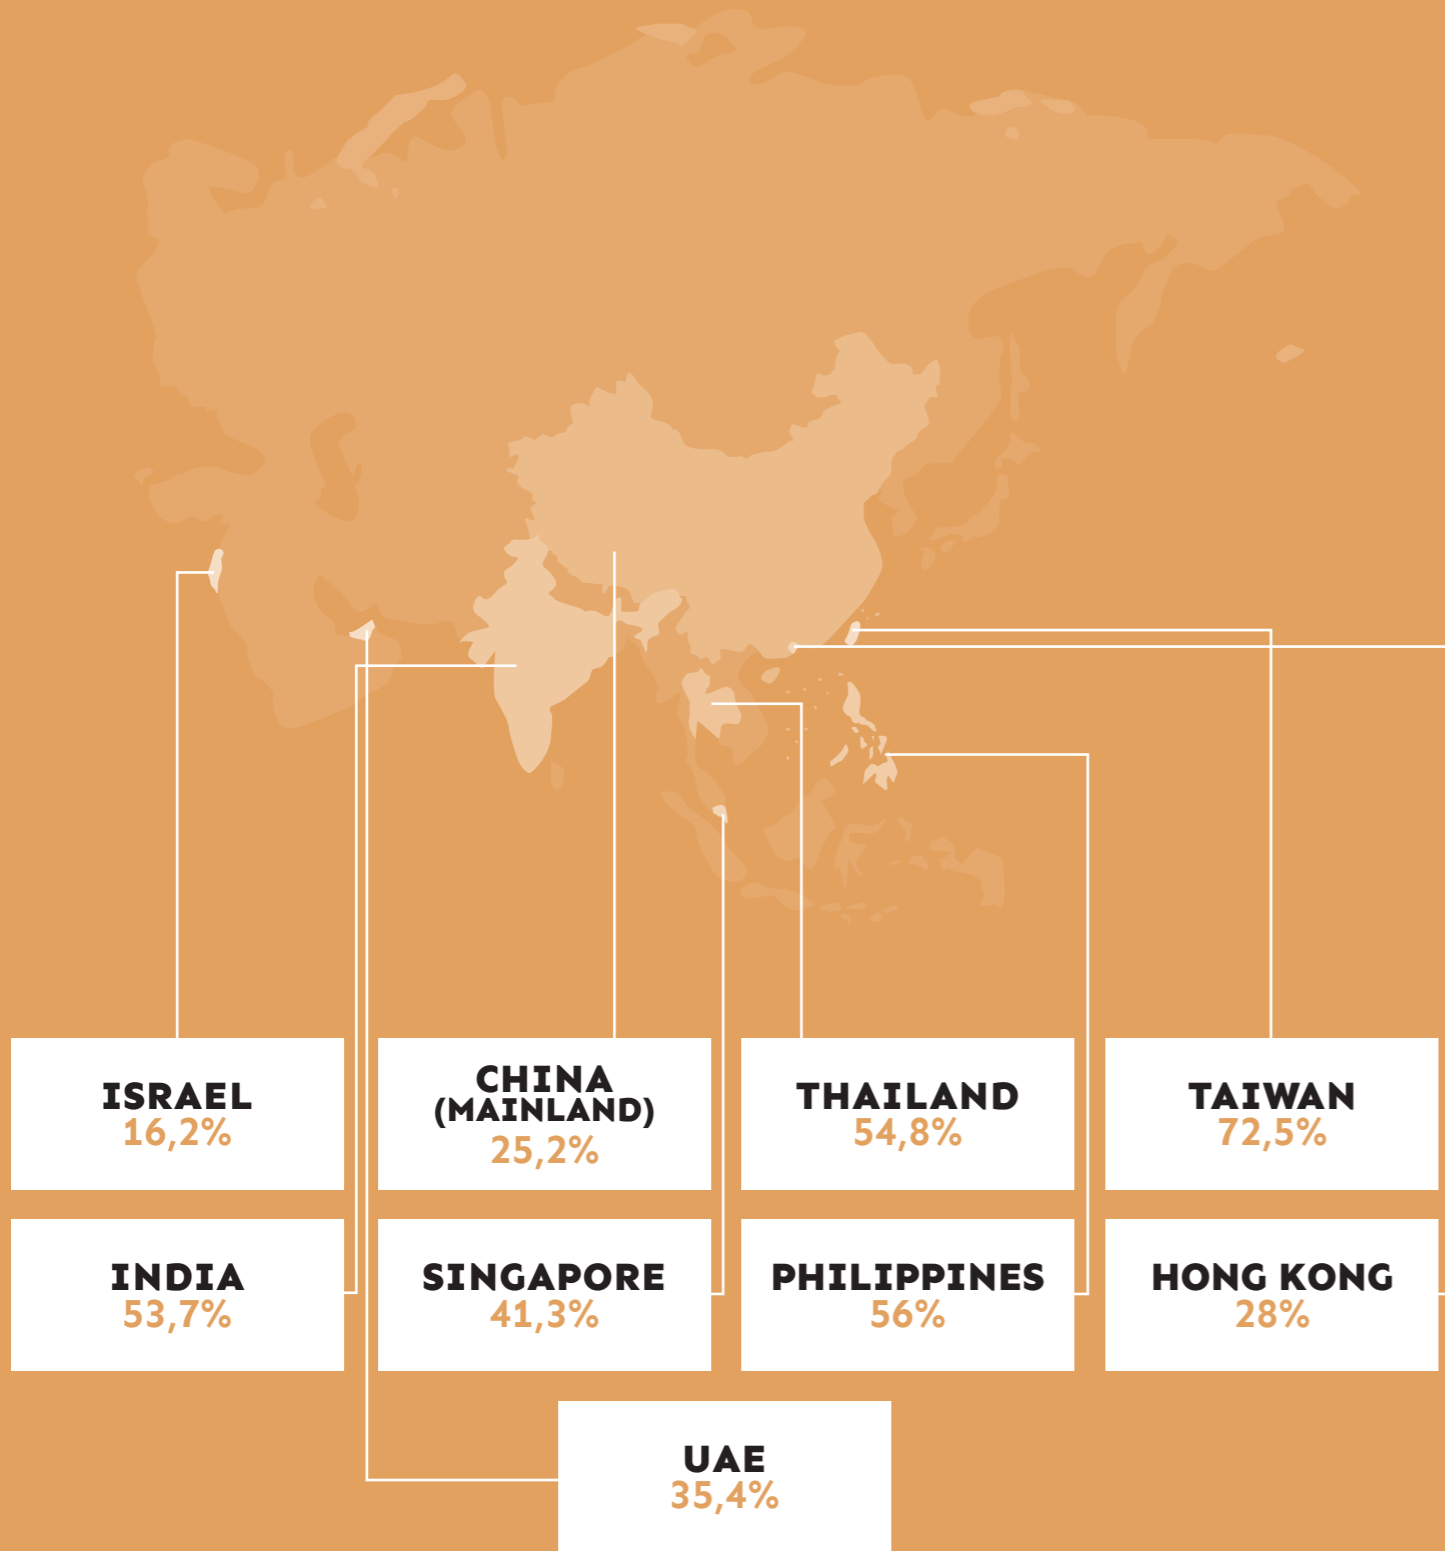 ISRAEL
16,2%
CHINA
(MAINLAND)
25,2%
THAILAND
54,8%
TAIWAN
72,5%
INDIA
53,7%
SINGAPORE
41,3%
PHILIPPINES
56%
HONG KONG
28%
UAE
35,4%